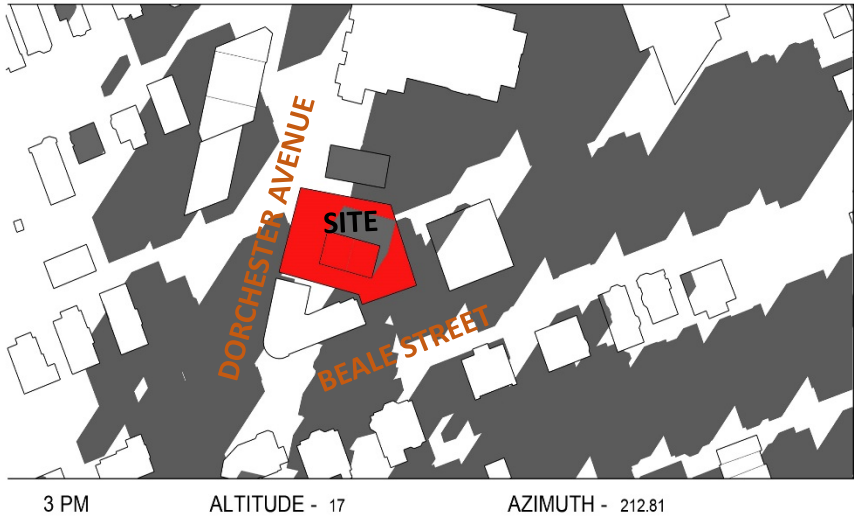 DORCHESTER AVENUE
SITE
BEALE STREET
3 PM ALTITUDE - 17 AZIMUTH - 212.81